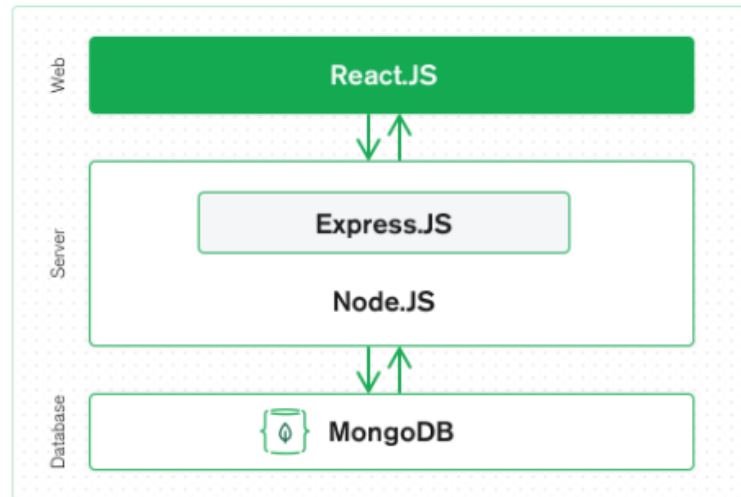 Web
React.JS
Server
Express.JS
Node.JS
Database
MongoDB